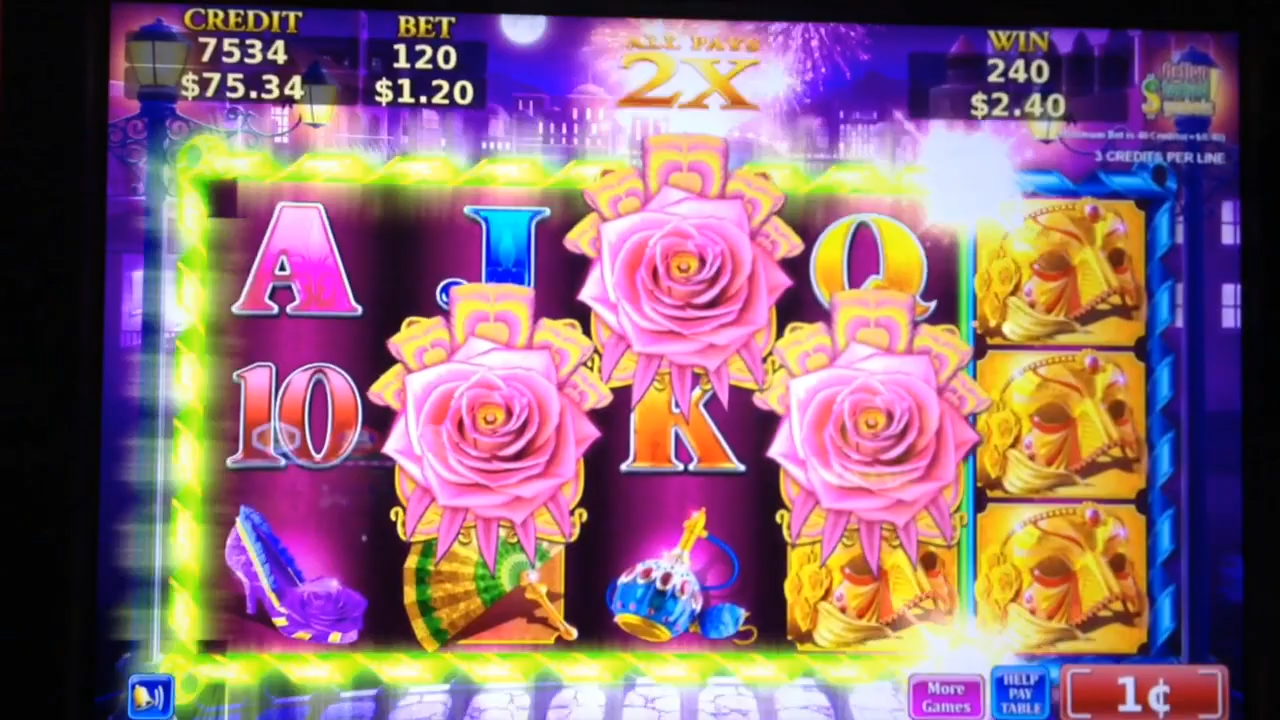 CREDIT
7534
$75.34
BET
120
$1.20
ALL PAYS
2X
WIN
240
$2.40
3 CREDITS PER LINE
A
J
Q
10
K
More
Games
HELP
PAY
TABLE
1¢